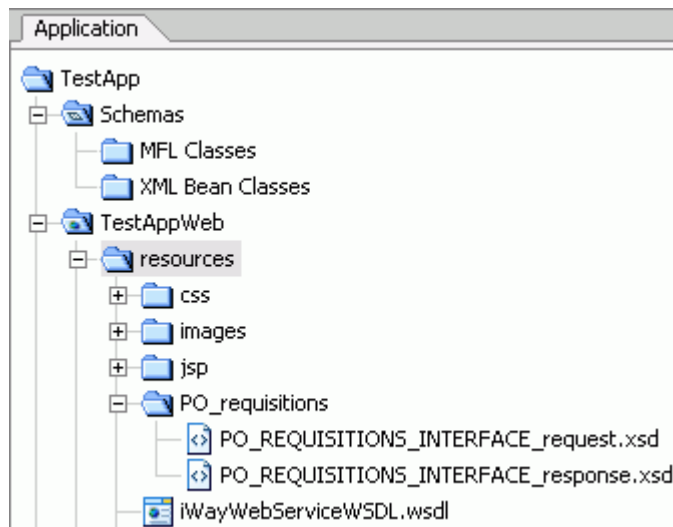 Application
TestApp
Schemas
MFL Classes
XML Bean Classes
TestAppWeb
resources
css
images
jsp
PO_requisitions
PO_REQUISITIONS_INTERFACE_request.xsd
PO_REQUISITIONS_INTERFACE_response.xsd
iWayWebServiceWSDL.wsdl